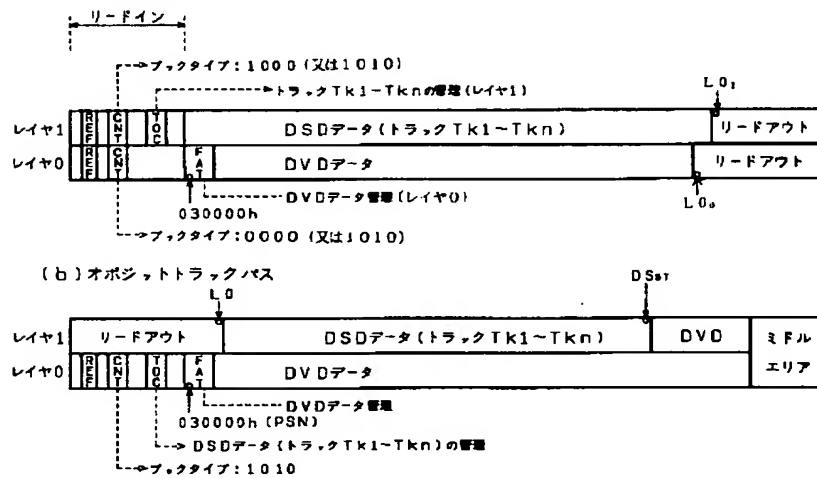 リードイン
ブックタイプ:1000(又は1010)
トラックTk1~Tknの管理(レイヤ1)
LO₁
レイヤ1 REF CNT TOC DSDデータ(トラックTk1~Tkn) リードアウト
レイヤ0 REF CNT FAT DVDデータ リードアウト
DVDデータ管理(レイヤ0)
030000h
LO₀
ブックタイプ:0000(又は1010)
(b)オポジットトラックパス
LO
DSST
レイヤ1 リードアウト DSDデータ(トラックTk1~Tkn) DVD ミドル
レイヤ0 REF CNT TOC FAT DVDデータ エリア
DVDデータ管理
030000h(PSN)
DSDデータ(トラックTk1~Tkn)の管理
ブックタイプ:1010